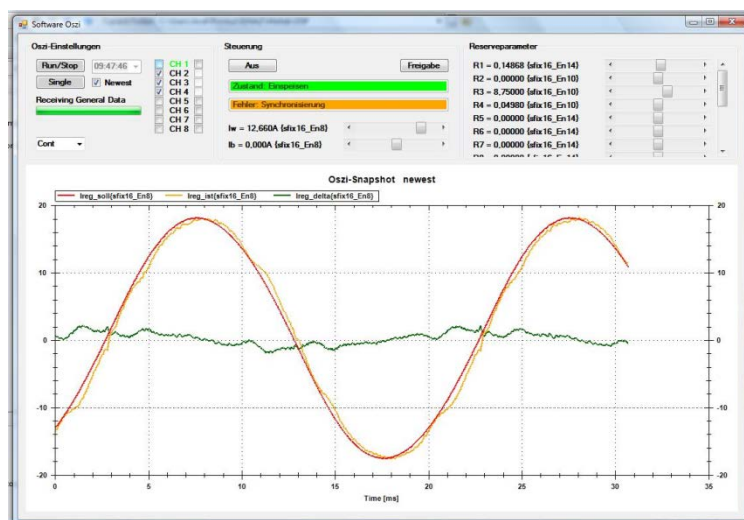 Software Oszi
Oszi-Einstellungen
Run/Stop 09:47:46
Single Newest
Receiving General Data
Cont
CH 1
CH 2
CH 3
CH 4
CH 5
CH 6
CH 7
CH 8
Steuerung
Aus Freigabe
Zustand: Einspeisen
Fehler: Synchronisierung
Iw = 12,660A {sfix16_En8}
Ib = 0,000A {sfix16_En8}
Reserveparameter
R1 = 0,14868 {sfix16_En14}
R2 = 0,00000 {sfix16_En10}
R3 = 8,75000 {sfix16_En10}
R4 = 0,04980 {sfix16_En10}
R5 = 0,00000 {sfix16_En14}
R6 = 0,00000 {sfix16_En14}
R7 = 0,00000 {sfix16_En14}
Oszi-Snapshot newest
Ireg_soll{sfix16_En8} Ireg_ist{sfix16_En8} Ireg_delta{sfix16_En8}
20 20
10 10
0 0
-10 -10
-20 -20
0 5 10 15 20 25 30 35
Time [ms]